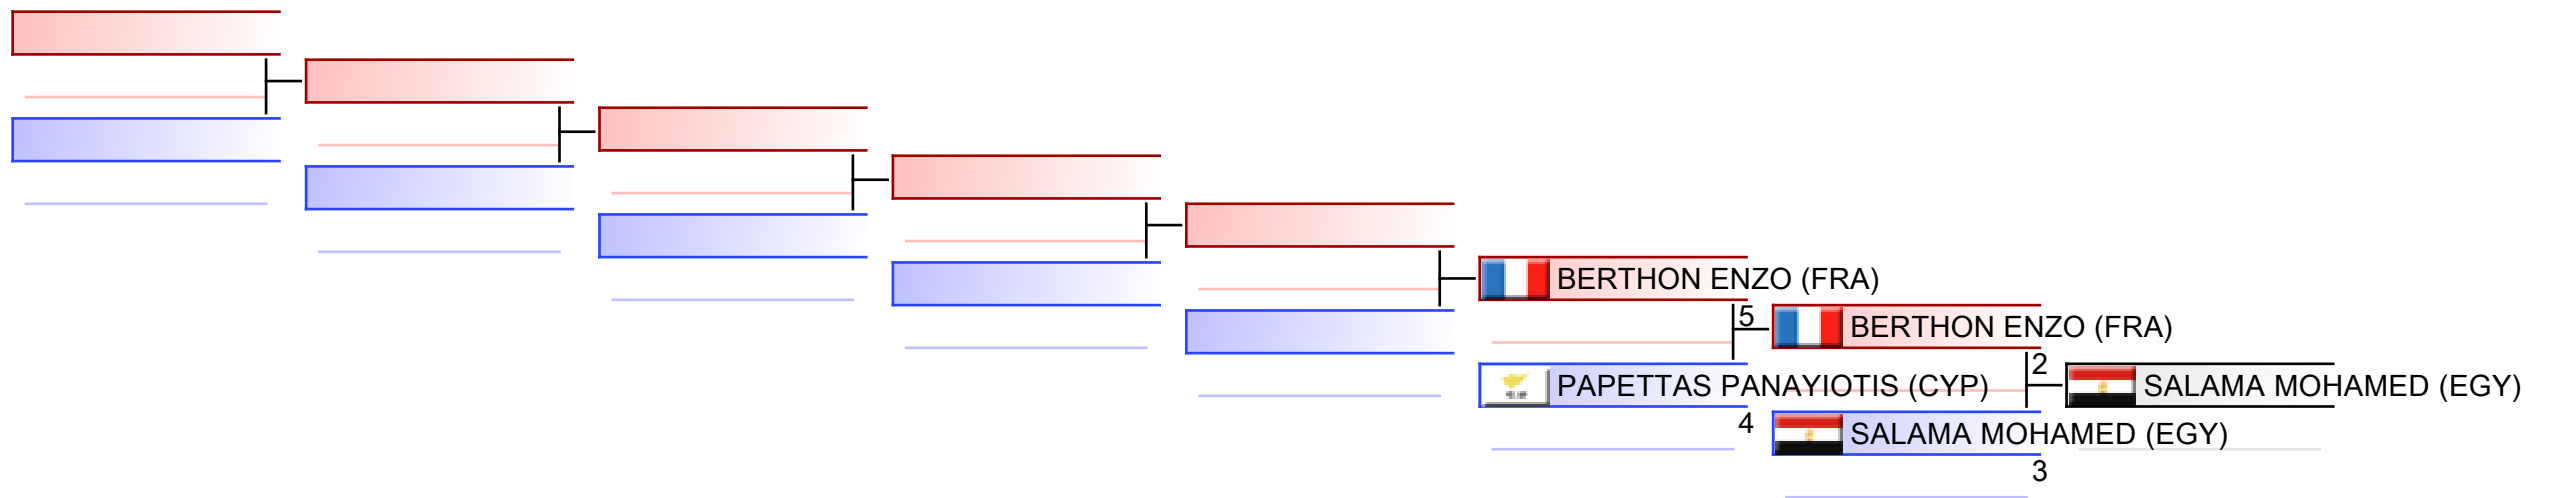 BERTHON ENZO (FRA)
5
BERTHON ENZO (FRA)
PAPETTAS PANAYIOTIS (CYP)
2
SALAMA MOHAMED (EGY)
4
SALAMA MOHAMED (EGY)
3